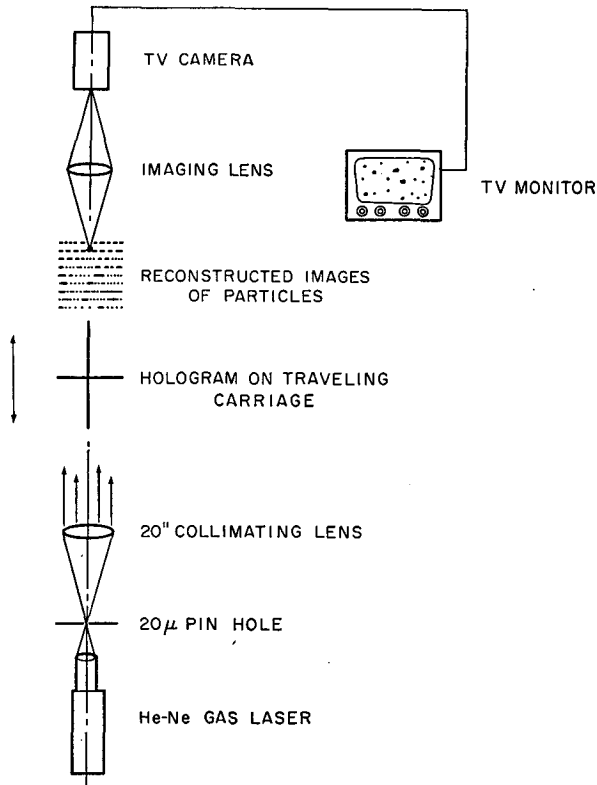 TV CAMERA
IMAGING LENS
TV MONITOR
RECONSTRUCTED IMAGES
OF PARTICLES
HOLOGRAM ON TRAVELING
CARRIAGE
20" COLLIMATING LENS
20μ PIN HOLE
He-Ne GAS LASER